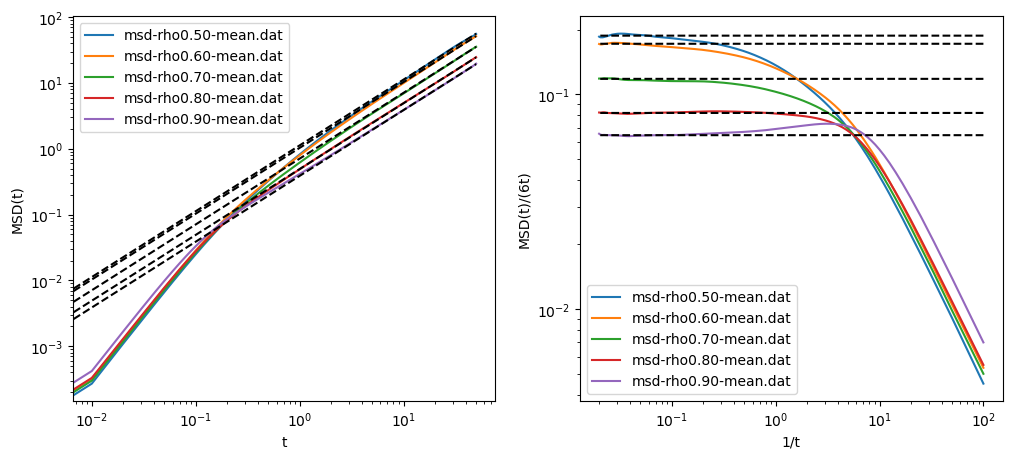 10²
10¹
10⁰
10⁻¹
10⁻²
10⁻³
MSD(t)
10⁻²
10⁻¹
10⁰
10¹
t
msd-rho0.50-mean.dat
msd-rho0.60-mean.dat
msd-rho0.70-mean.dat
msd-rho0.80-mean.dat
msd-rho0.90-mean.dat
10⁻¹
10⁻²
MSD(t)/(6t)
10⁻¹
10⁰
10¹
10²
1/t
msd-rho0.50-mean.dat
msd-rho0.60-mean.dat
msd-rho0.70-mean.dat
msd-rho0.80-mean.dat
msd-rho0.90-mean.dat